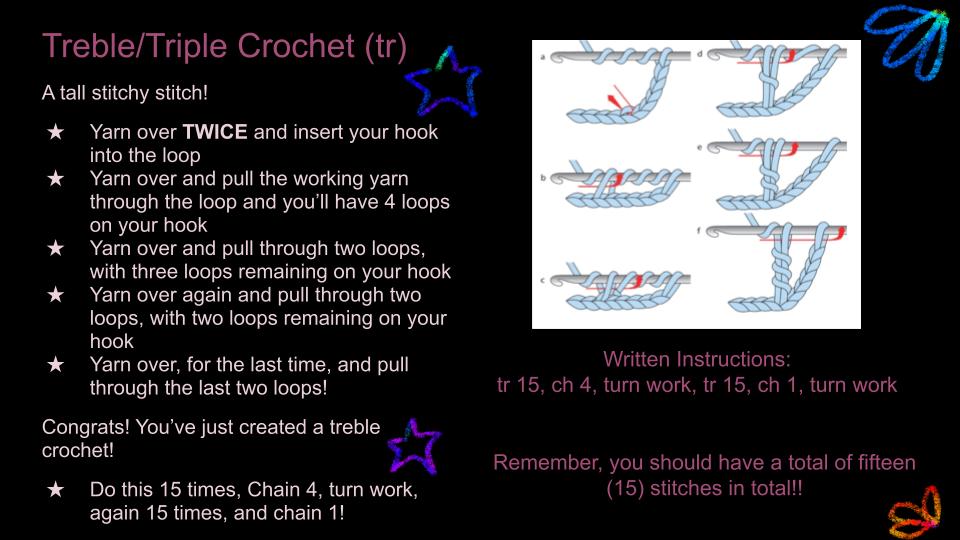 Treble/Triple Crochet (tr)
A tall stitchy stitch!
★ Yarn over TWICE and insert your hook
into the loop
★ Yarn over and pull the working yarn
through the loop and you'll have 4 loops
on your hook
★ Yarn over and pull through two loops,
with three loops remaining on your hook
★ Yarn over again and pull through two
loops, with two loops remaining on your
hook
★ Yarn over, for the last time, and pull
through the last two loops!
Congrats! You've just created a treble
crochet!
★ Do this 15 times, Chain 4, turn work,
again 15 times, and chain 1!
a
b
c
d
e
f
Written Instructions:
tr 15, ch 4, turn work, tr 15, ch 1, turn work
Remember, you should have a total of fifteen
(15) stitches in total!!